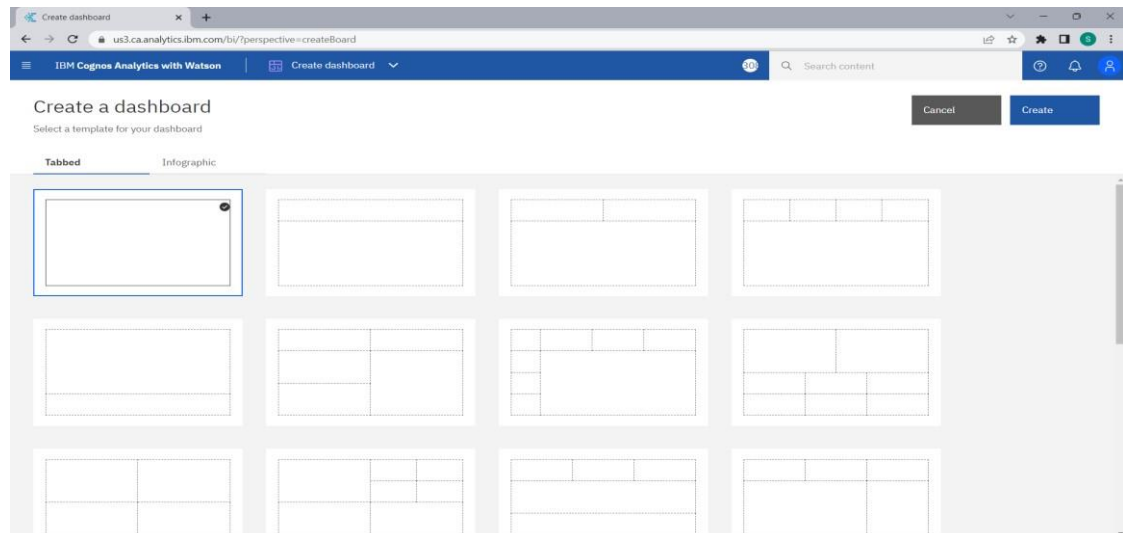 Create dashboard
us3.ca.analytics.ibm.com/bi/?perspective=createBoard
S
IBM Cognos Analytics with Watson
Create dashboard
Search content
Create a dashboard
Select a template for your dashboard
Cancel
Create
Tabbed
Infographic